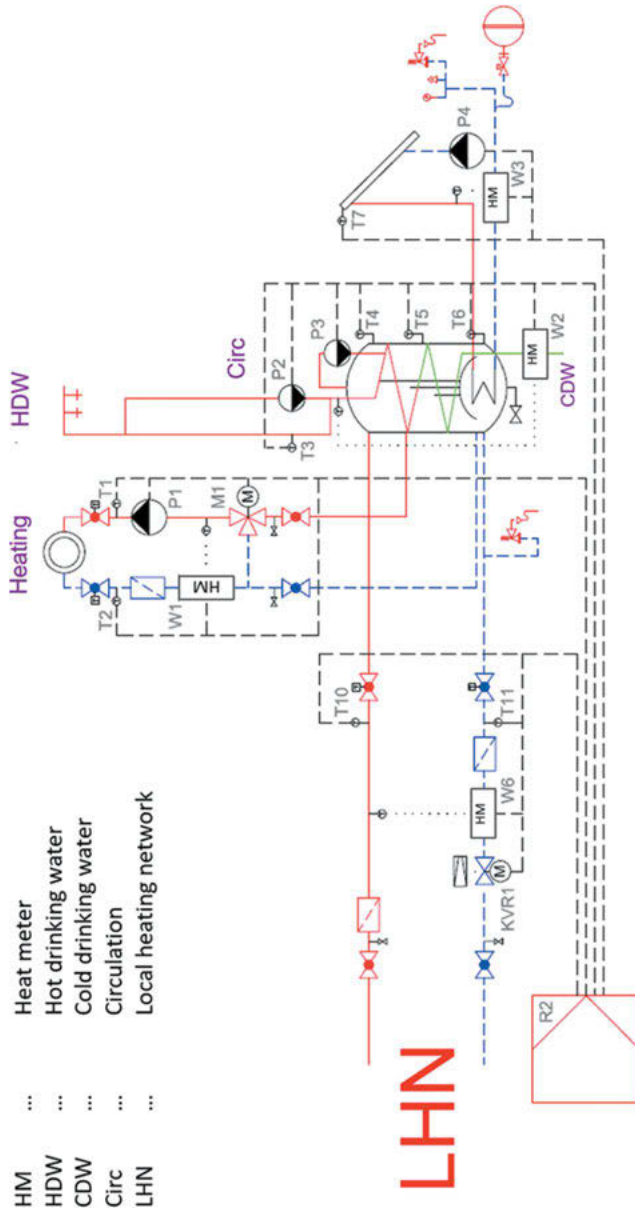 HM ... Heat meter
HDW ... Hot drinking water
CDW ... Cold drinking water
Circ ... Circulation
LHN ... Local heating network
Heating
HDW
Circ
T2
T1
W1
HM
P1
M1
M
T3
P2
P3
T4
T5
T6
T7
P4
HM
W3
HM
W2
CDW
T10
T11
HM
W6
M
KVR1
LHN
R2